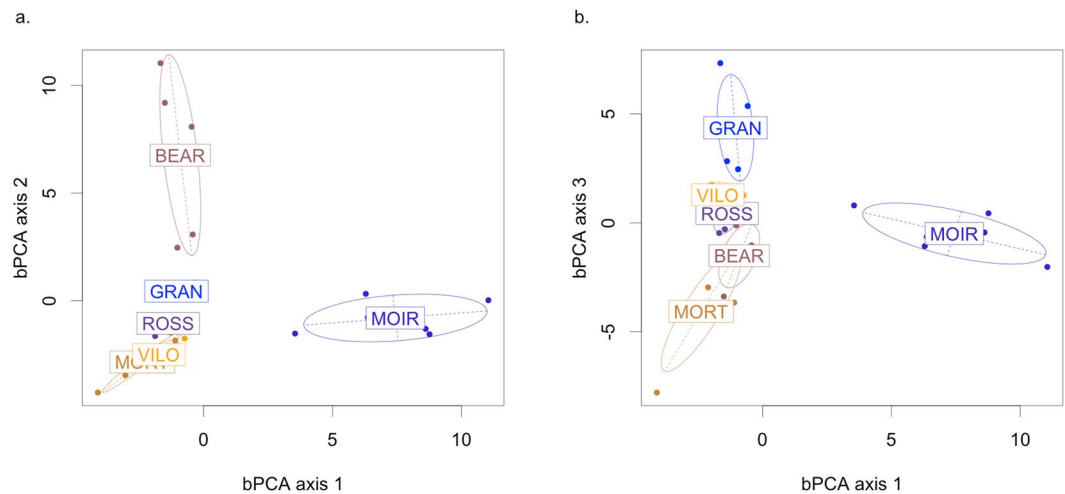 a.
bPCA axis 2
10
5
0
BEAR
GRAN
ROSS
MORT
VILO
MOIR
0
5
10
bPCA axis 1
b.
bPCA axis 3
5
0
-5
GRAN
VILO
ROSS
BEAR
MORT
MOIR
0
5
10
bPCA axis 1